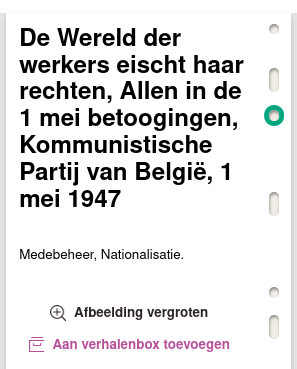 De Wereld der
werkers eischt haar
rechten, Allen in de
1 mei betoogingen,
Kommunistische
Partij van België, 1
mei 1947
Medebeheer, Nationalisatie.
Afbeelding vergroten
Aan verhalenbox toevoegen